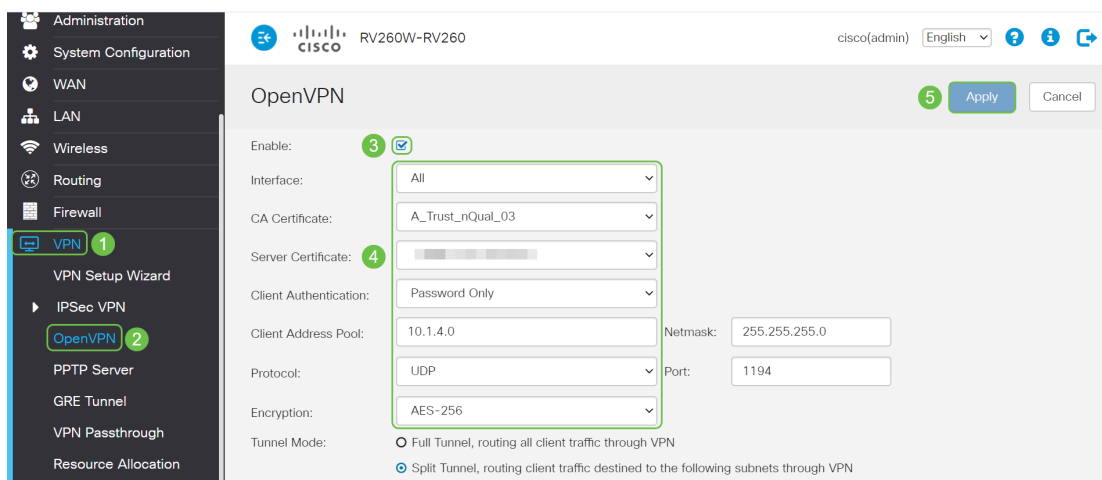 Administration
System Configuration
WAN
LAN
Wireless
Routing
Firewall
VPN 1
VPN Setup Wizard
IPSec VPN
OpenVPN 2
PPTP Server
GRE Tunnel
VPN Passthrough
Resource Allocation
CISCO RV260W-RV260 cisco(admin) English ? i
OpenVPN 5 Apply Cancel
Enable: 3
Interface: All
CA Certificate: A_Trust_nQual_03
Server Certificate: 4
Client Authentication: Password Only
Client Address Pool: 10.1.4.0 Netmask: 255.255.255.0
Protocol: UDP Port: 1194
Encryption: AES-256
Tunnel Mode: Full Tunnel, routing all client traffic through VPN
Split Tunnel, routing client traffic destined to the following subnets through VPN